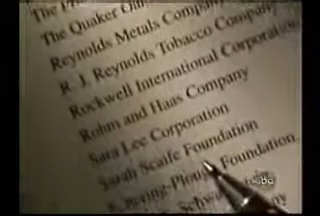 The
The Quaker
Reynolds Metals Company
R. J. Reynolds Tobacco Company
Rockwell International Corporation
Rohm and Haas Company
Sara Lee Corporation
Sarah Scaife Foundation
Foundation,